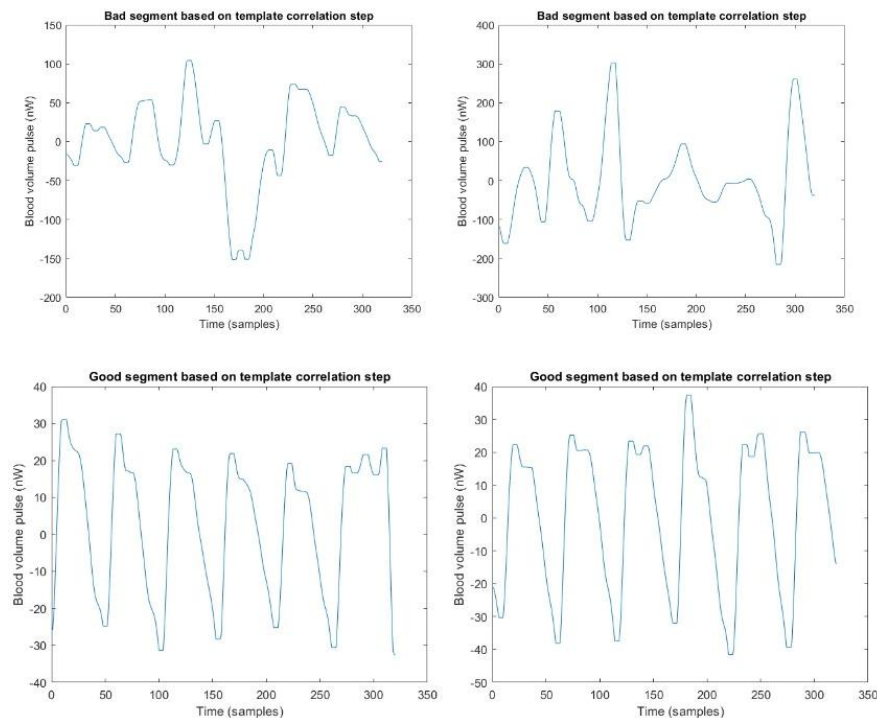 Bad segment based on template correlation step
150
100
50
0
-50
-100
-150
-200
Blood volume pulse (nW)
0 50 100 150 200 250 300 350
Time (samples)
Bad segment based on template correlation step
400
300
200
100
0
-100
-200
-300
Blood volume pulse (nW)
0 50 100 150 200 250 300 350
Time (samples)
Good segment based on template correlation step
40
30
20
10
0
-10
-20
-30
-40
Blood volume pulse (nW)
0 50 100 150 200 250 300 350
Time (samples)
Good segment based on template correlation step
40
30
20
10
0
-10
-20
-30
-40
-50
Blood volume pulse (nW)
0 50 100 150 200 250 300 350
Time (samples)